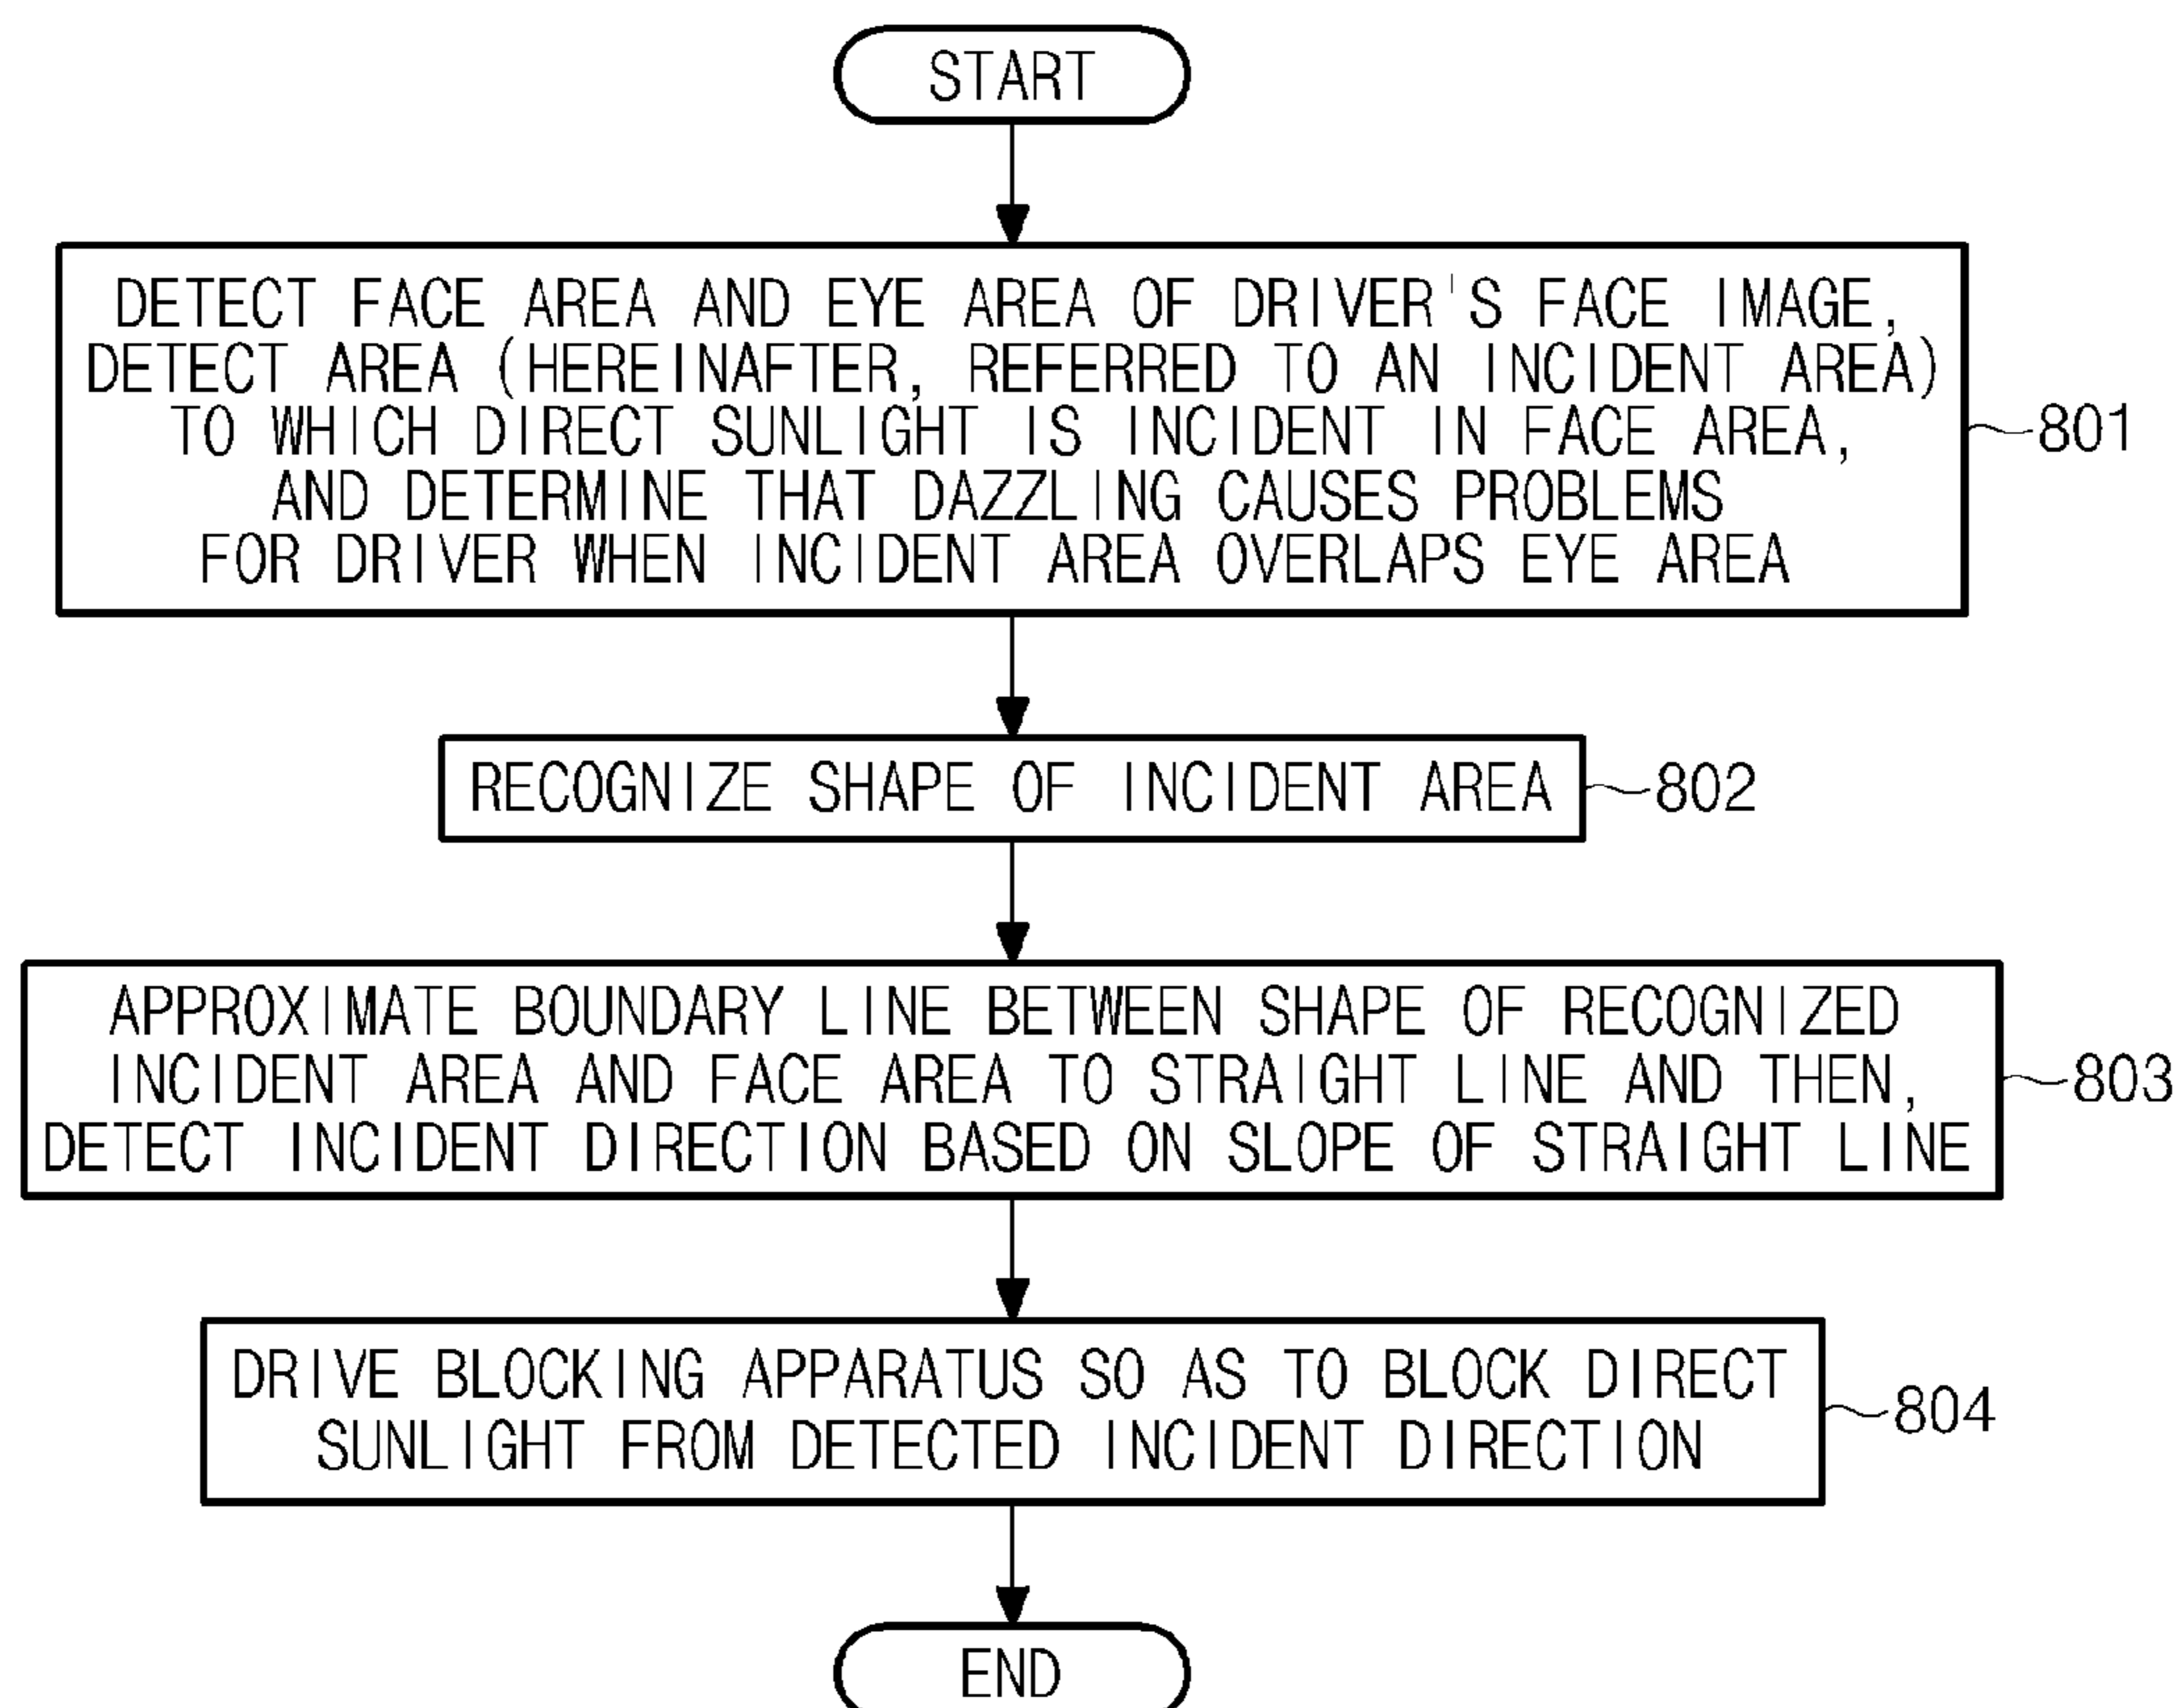 START
DETECT FACE AREA AND EYE AREA OF DRIVER'S FACE IMAGE,
DETECT AREA (HEREINAFTER, REFERRED TO AN INCIDENT AREA)
TO WHICH DIRECT SUNLIGHT IS INCIDENT IN FACE AREA,
AND DETERMINE THAT DAZZLING CAUSES PROBLEMS
FOR DRIVER WHEN INCIDENT AREA OVERLAPS EYE AREA
801
RECOGNIZE SHAPE OF INCIDENT AREA
802
APPROXIMATE BOUNDARY LINE BETWEEN SHAPE OF RECOGNIZED
INCIDENT AREA AND FACE AREA TO STRAIGHT LINE AND THEN,
DETECT INCIDENT DIRECTION BASED ON SLOPE OF STRAIGHT LINE
803
DRIVE BLOCKING APPARATUS SO AS TO BLOCK DIRECT
SUNLIGHT FROM DETECTED INCIDENT DIRECTION
804
END